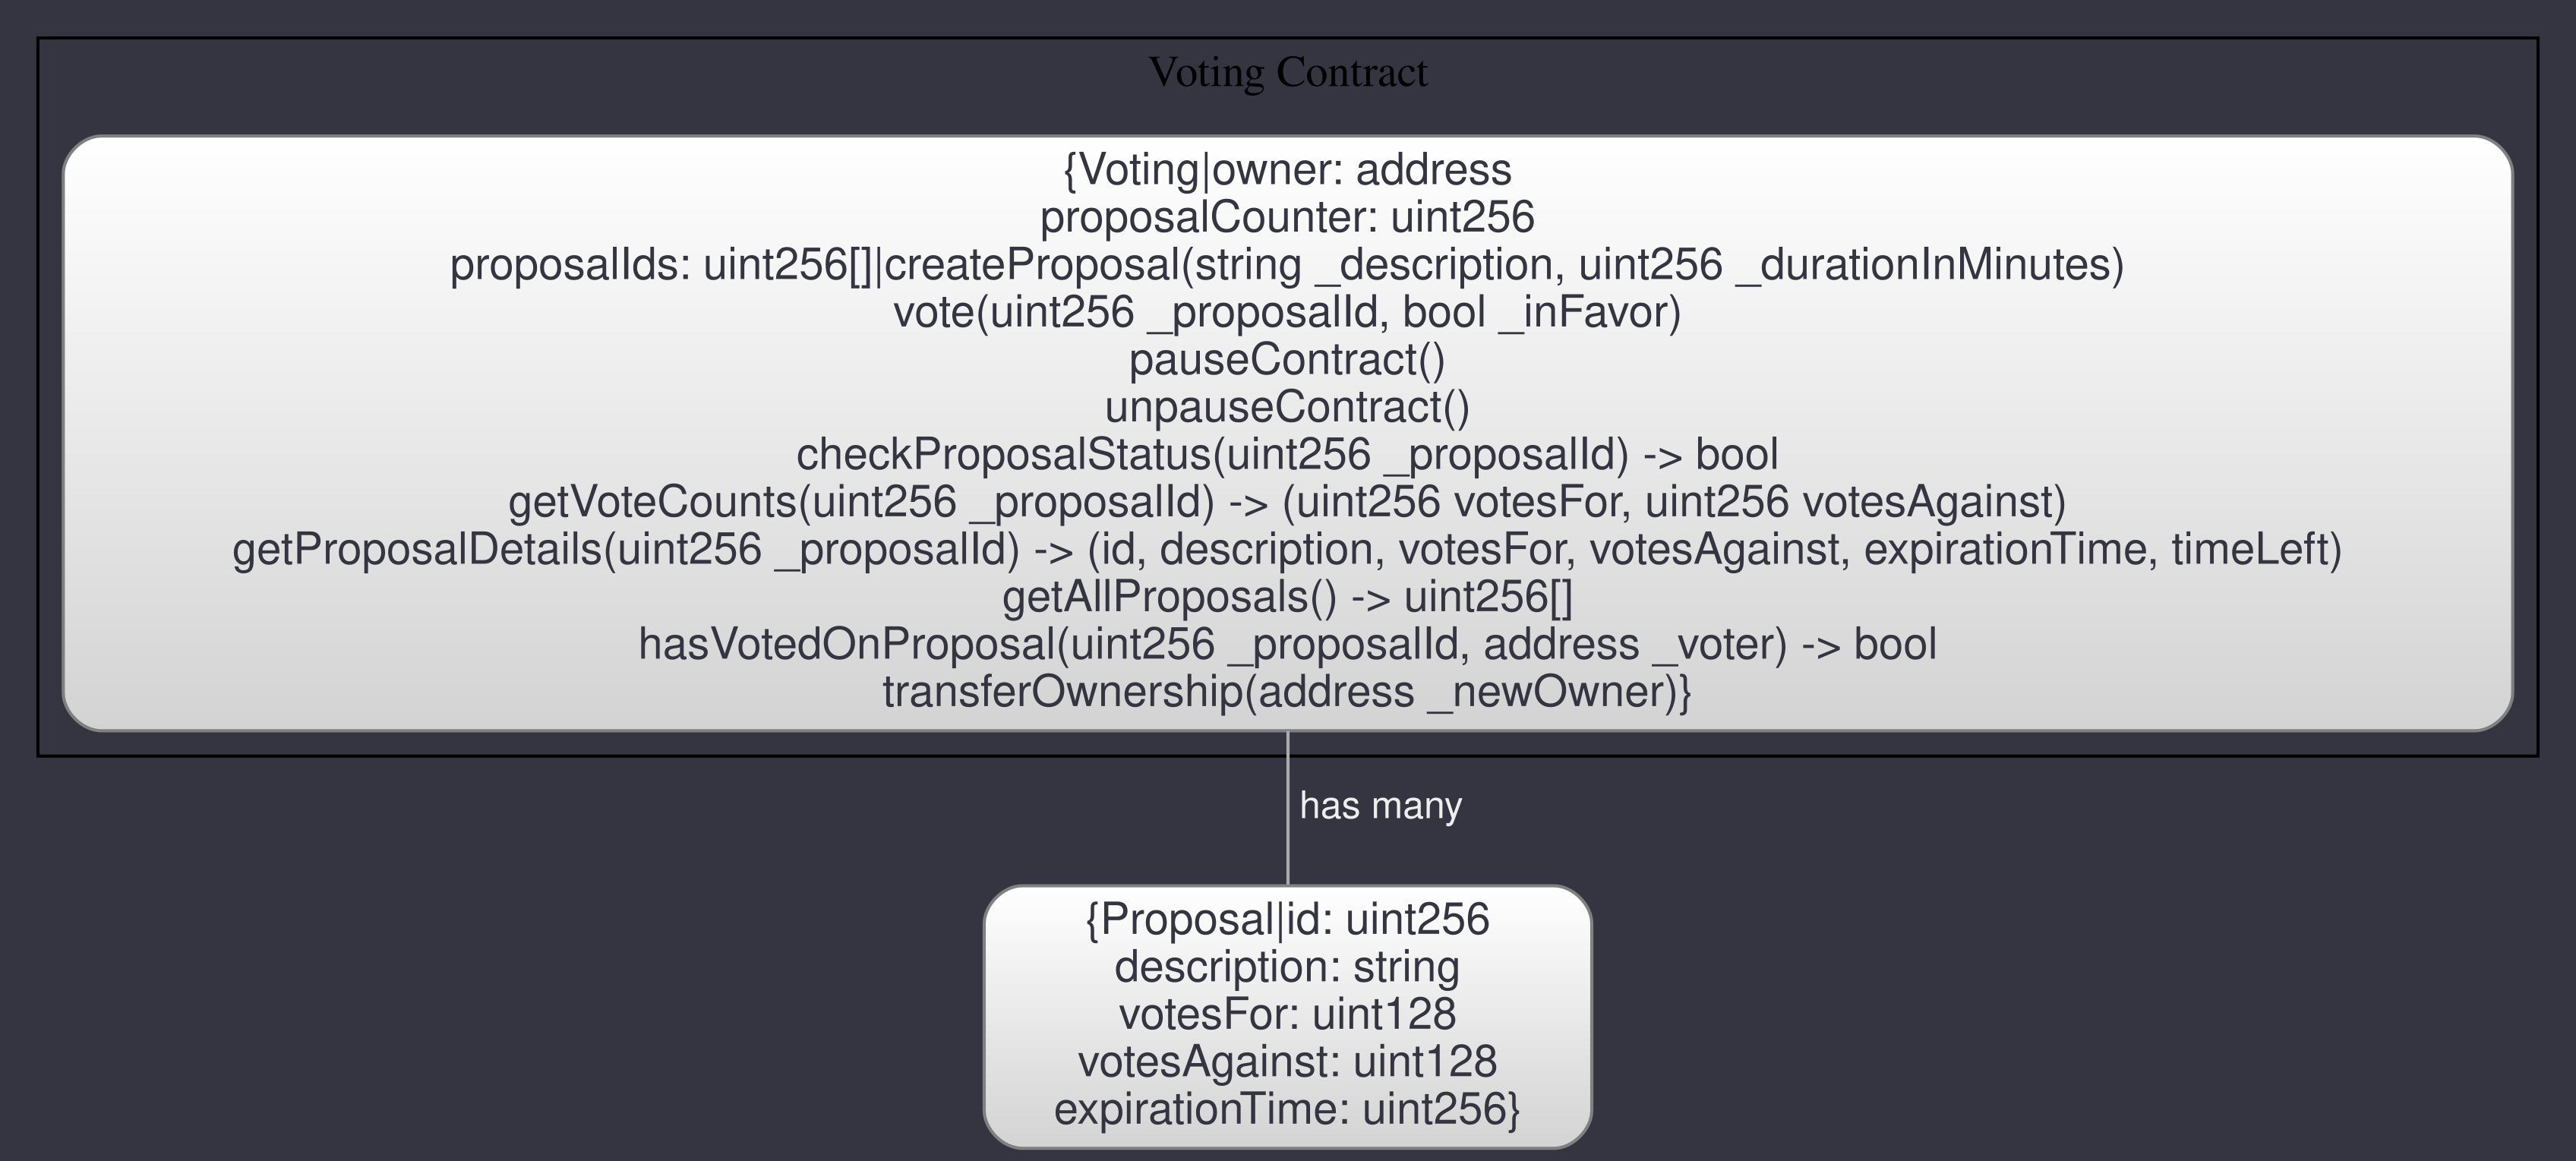 Voting Contract
{Voting|owner: address
proposalCounter: uint256
proposalIds: uint256[]|createProposal(string _description, uint256 _durationInMinutes)
vote(uint256 _proposalId, bool _inFavor)
pauseContract()
unpauseContract()
checkProposalStatus(uint256 _proposalId) -> bool
getVoteCounts(uint256 _proposalId) -> (uint256 votesFor, uint256 votesAgainst)
getProposalDetails(uint256 _proposalId) -> (id, description, votesFor, votesAgainst, expirationTime, timeLeft)
getAllProposals() -> uint256[]
hasVotedOnProposal(uint256 _proposalId, address _voter) -> bool
transferOwnership(address _newOwner)}
has many
{Proposal|id: uint256
description: string
votesFor: uint128
votesAgainst: uint128
expirationTime: uint256}